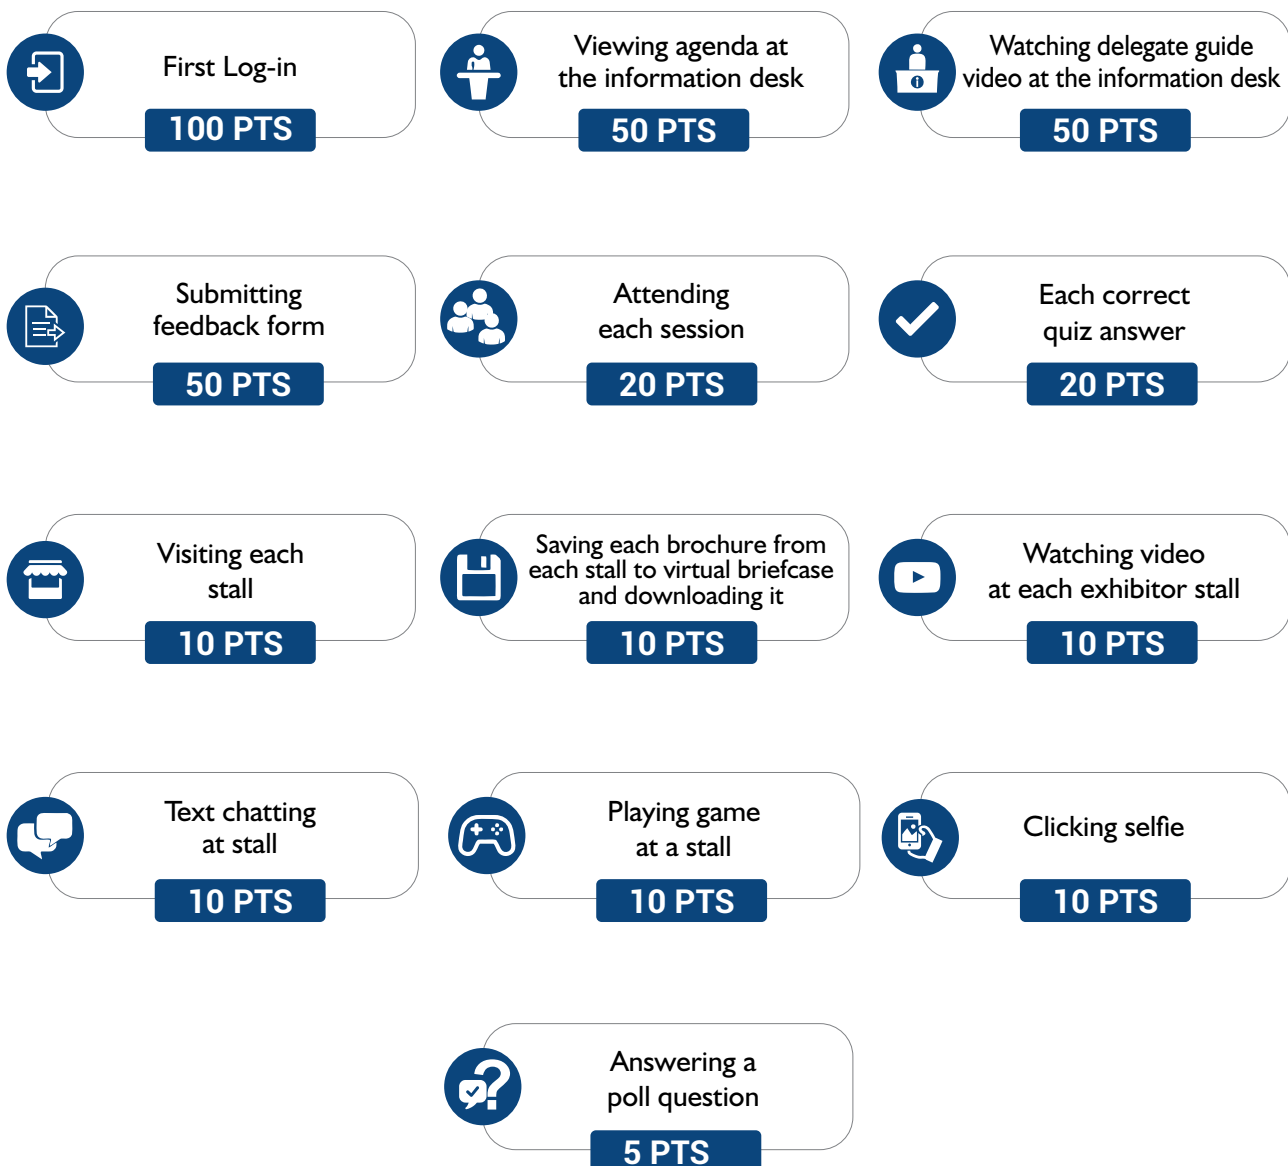 First Log-in
100 PTS
Viewing agenda at
the information desk
50 PTS
Watching delegate guide
video at the information desk
50 PTS
Submitting
feedback form
50 PTS
Attending
each session
20 PTS
Each correct
quiz answer
20 PTS
Visiting each
stall
10 PTS
Saving each brochure from
each stall to virtual briefcase
and downloading it
10 PTS
Watching video
at each exhibitor stall
10 PTS
Text chatting
at stall
10 PTS
Playing game
at a stall
10 PTS
Clicking selfie
10 PTS
Answering a
poll question
5 PTS